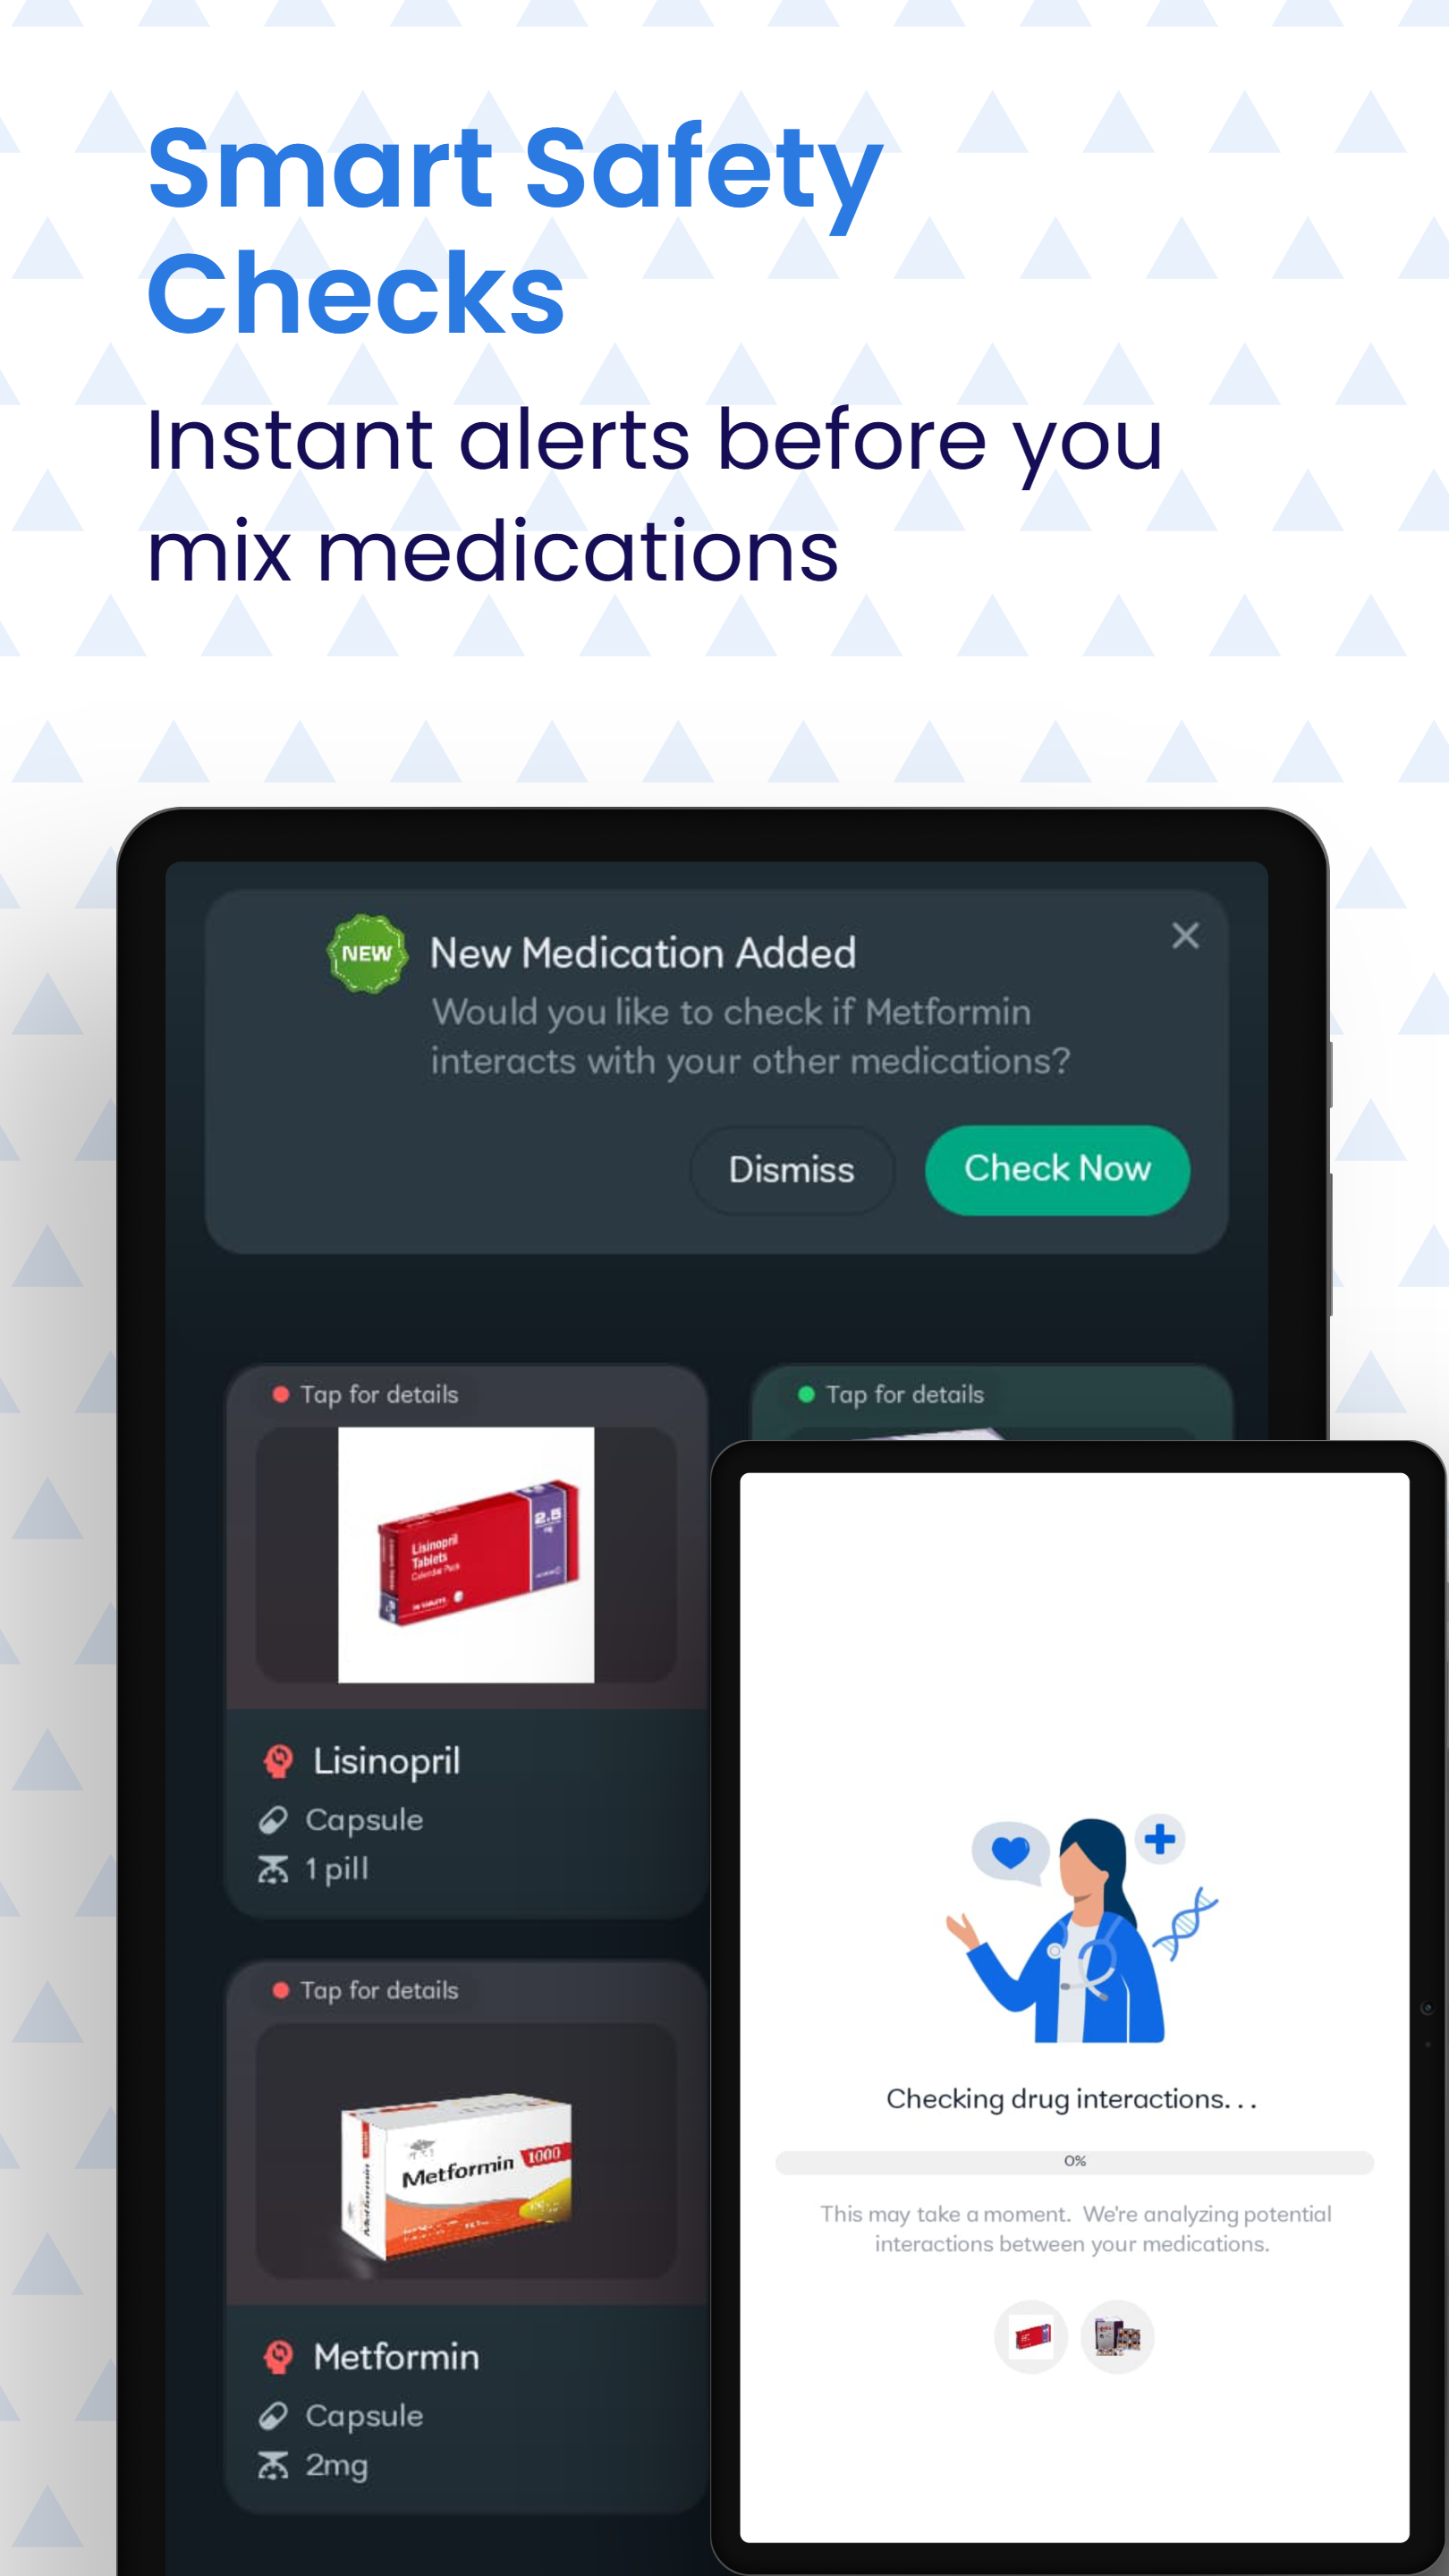 Smart Safety
Checks
Instant alerts before you
mix medications
NEW
New Medication Added
Would you like to check if Metformin
interacts with your other medications?
Dismiss
Check Now
Tap for details
Tap for details
Lisinopril
Tablets
Calendar Pack
2.5
Lisinopril
Capsule
1 pill
Tap for details
Metformin 1000
Metformin
Metformin
Capsule
2mg
Checking drug interactions...
0%
This may take a moment. We're analyzing potential
interactions between your medications.